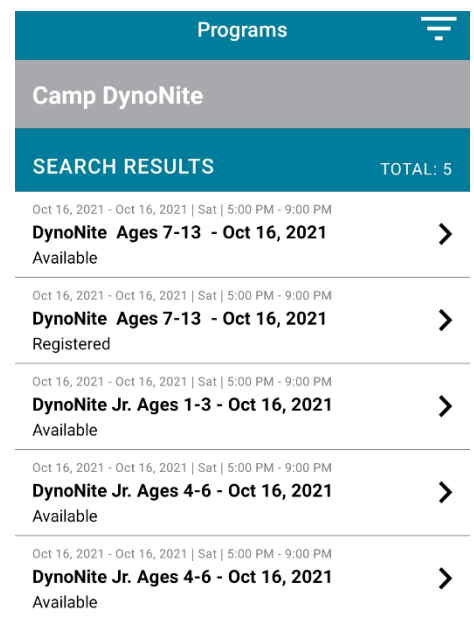 Programs
Camp DynoNite
SEARCH RESULTS TOTAL: 5
Oct 16, 2021 - Oct 16, 2021 | Sat | 5:00 PM - 9:00 PM
DynoNite  Ages 7-13  - Oct 16, 2021
Available
Oct 16, 2021 - Oct 16, 2021 | Sat | 5:00 PM - 9:00 PM
DynoNite  Ages 7-13  - Oct 16, 2021
Registered
Oct 16, 2021 - Oct 16, 2021 | Sat | 5:00 PM - 9:00 PM
DynoNite Jr. Ages 1-3 - Oct 16, 2021
Available
Oct 16, 2021 - Oct 16, 2021 | Sat | 5:00 PM - 9:00 PM
DynoNite Jr. Ages 4-6 - Oct 16, 2021
Available
Oct 16, 2021 - Oct 16, 2021 | Sat | 5:00 PM - 9:00 PM
DynoNite Jr. Ages 4-6 - Oct 16, 2021
Available